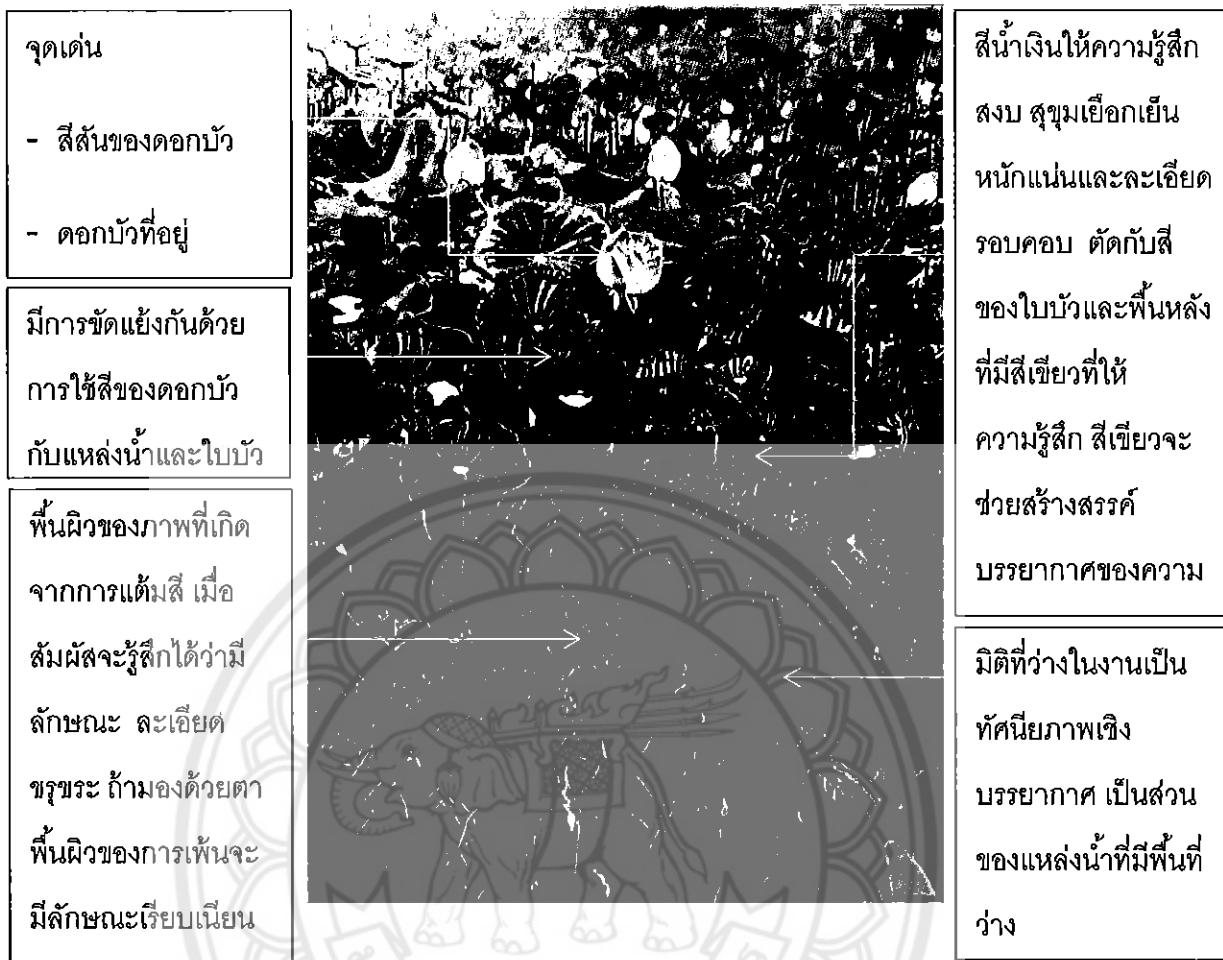 จุดเด่น
- สีสันของดอกบัว
- ดอกบัวที่อยู่
มีการขัดแย้งกันด้วย
การใช้สีของดอกบัว
กับแหล่งน้ำและใบบัว
พื้นผิวของภาพที่เกิด
จากการแต้มสี เมื่อ
สัมผัสจะรู้สึกได้ว่ามี
ลักษณะ ละเอียด
ขรุขระ ถ้ามองด้วยตา
พื้นผิวของการเพ้นจะ
มีลักษณะเรียบเนียน
สีน้ำเงินให้ความรู้สึก
สงบ สุขุมเยือกเย็น
หนักแน่นและละเอียด
รอบคอบ ตัดกับสี
ของใบบัวและพื้นหลัง
ที่มีสีเขียวที่ให้
ความรู้สึก สีเขียวจะ
ช่วยสร้างสรรค์
บรรยากาศของความ
มิติที่ว่างในงานเป็น
ทัศนียภาพเชิง
บรรยากาศ เป็นส่วน
ของแหล่งน้ำที่มีพื้นที่
ว่าง